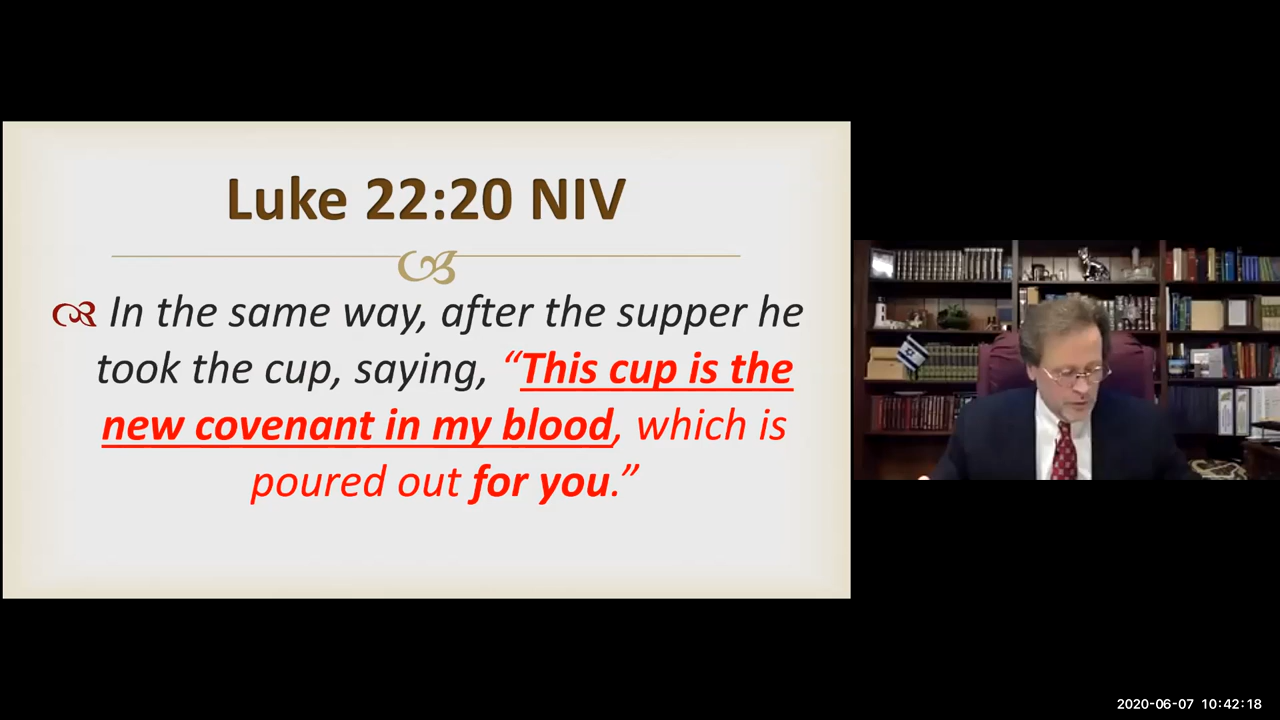 Luke 22:20 NIV
In the same way, after the supper he
took the cup, saying, “This cup is the
new covenant in my blood, which is
poured out for you.”
2020-06-07 10:42:18